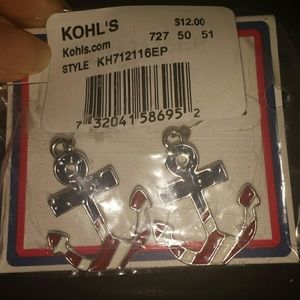 KOHL'S
$12.00
Kohls.com
727 50 51
STYLE KH712116EP
7 32041 58695 2